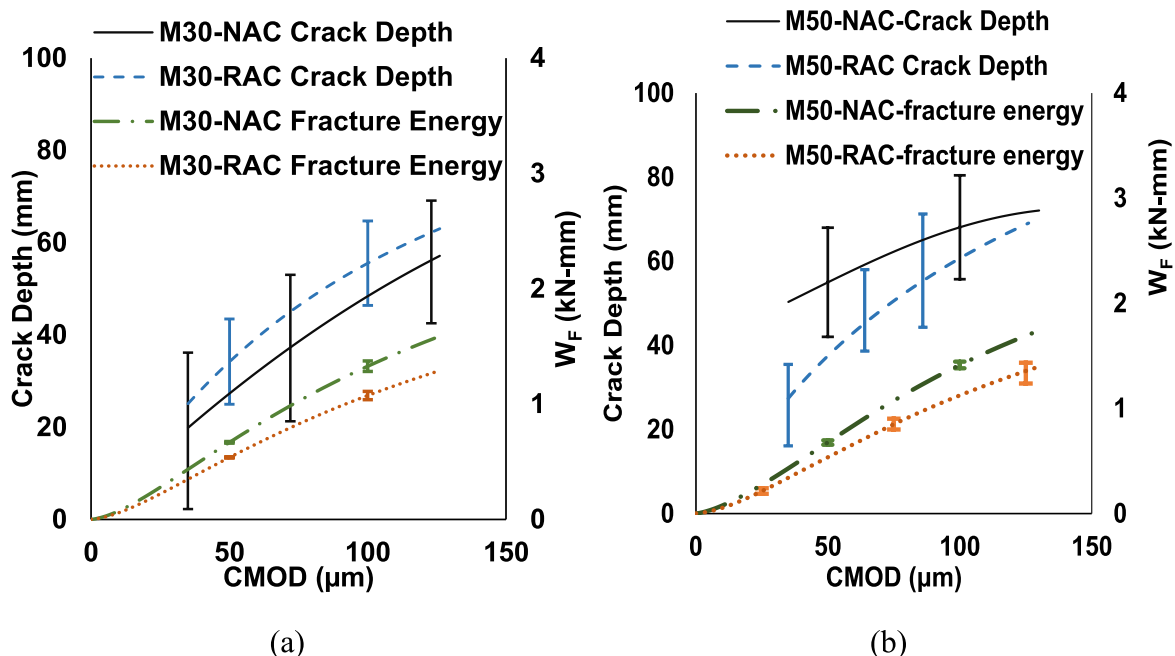 M30-NAC Crack Depth
M30-RAC Crack Depth
M30-NAC Fracture Energy
M30-RAC Fracture Energy
100
80
60
40
20
0
Crack Depth (mm)
4
3
2
1
0
W_F (kN-mm)
0
50
100
150
CMOD (µm)
(a)
M50-NAC-Crack Depth
M50-RAC Crack Depth
M50-NAC-fracture energy
M50-RAC-fracture energy
100
80
60
40
20
0
Crack Depth (mm)
4
3
2
1
0
W_F (kN-mm)
0
50
100
150
CMOD (µm)
(b)